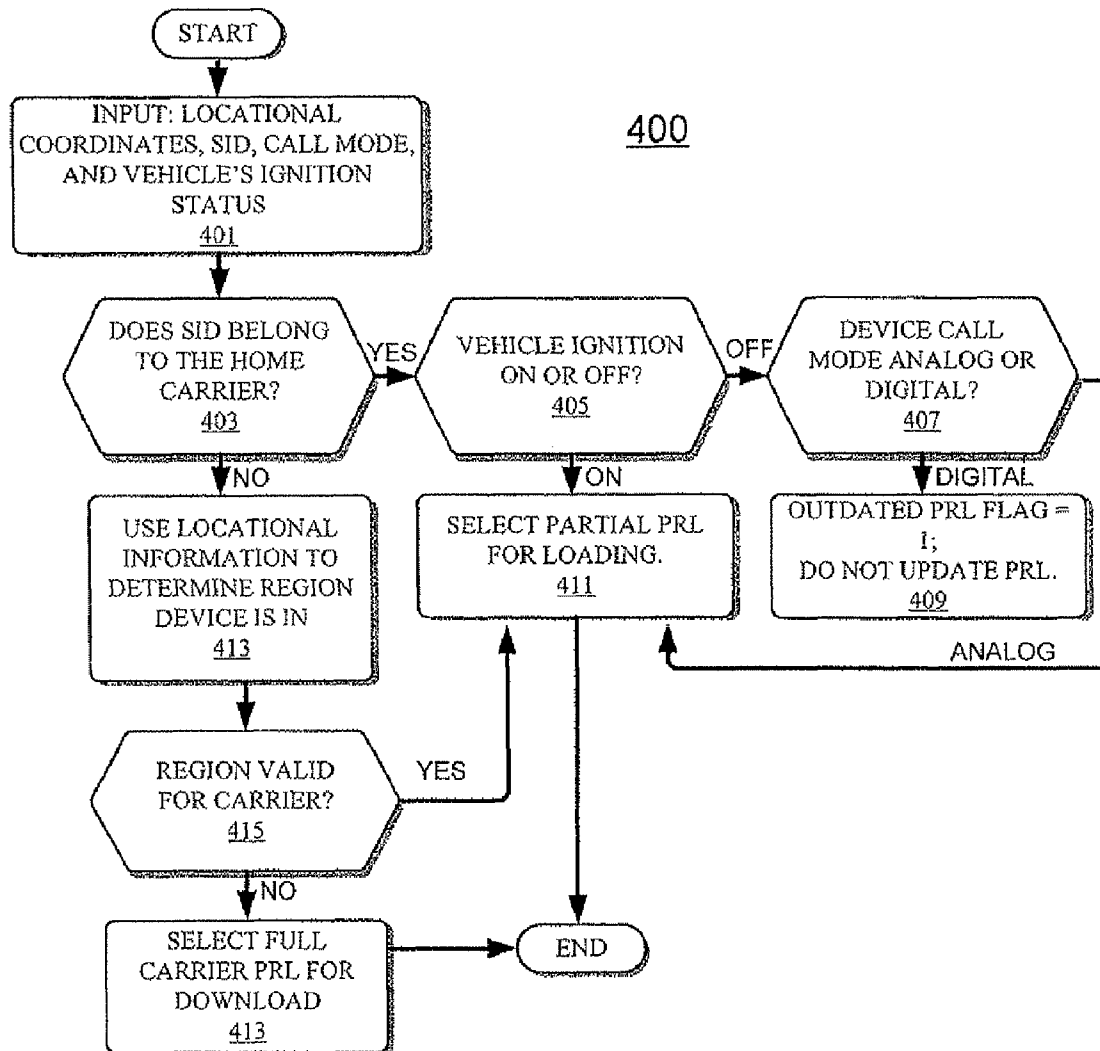 START
INPUT: LOCATIONAL
COORDINATES, SID, CALL MODE,
AND VEHICLE'S IGNITION
STATUS
401
400
DOES SID BELONG
TO THE HOME
CARRIER?
403
YES
VEHICLE IGNITION
ON OR OFF?
405
OFF
DEVICE CALL
MODE ANALOG OR
DIGITAL?
407
NO
ON
DIGITAL
USE LOCATIONAL
INFORMATION TO
DETERMINE REGION
DEVICE IS IN
413
SELECT PARTIAL PRL
FOR LOADING.
411
OUTDATED PRL FLAG =
1;
DO NOT UPDATE PRL.
409
ANALOG
REGION VALID
FOR CARRIER?
415
YES
NO
SELECT FULL
CARRIER PRL FOR
DOWNLOAD
413
END